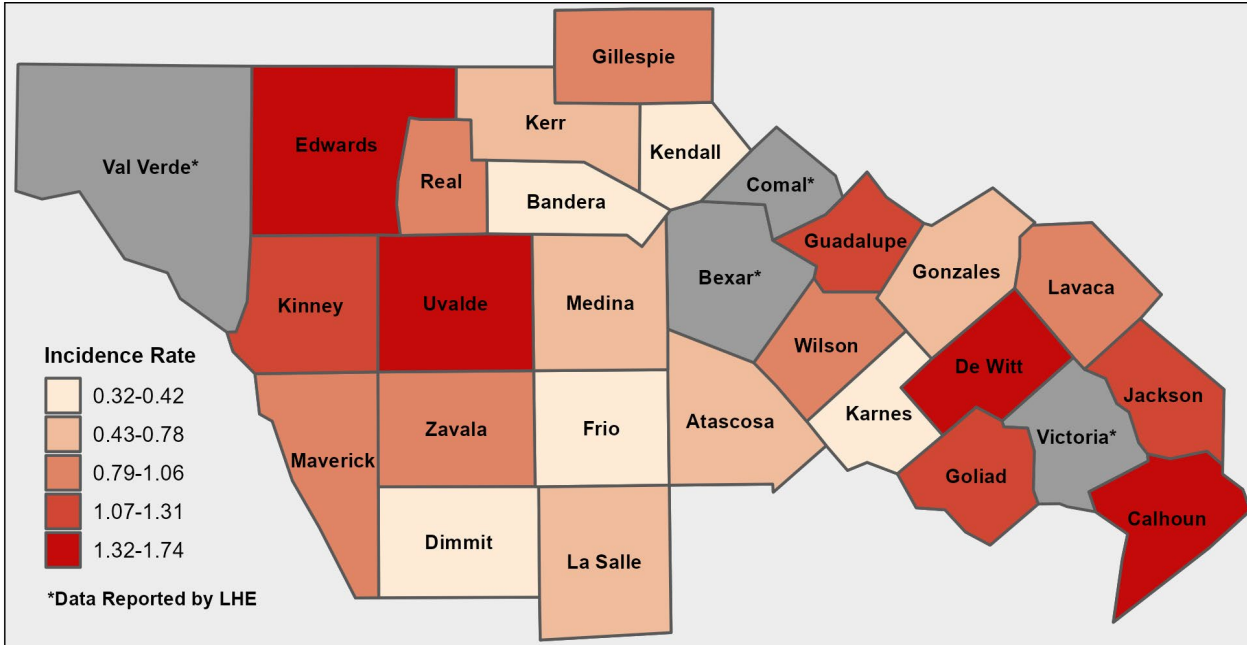 Gillespie
Kerr
Edwards
Kendall
Val Verde*
Real
Comal*
Bandera
Guadalupe
Gonzales
Bexar*
Lavaca
Kinney
Uvalde
Medina
Wilson
Incidence Rate
De Witt
0.32-0.42
Jackson
Karnes
Atascosa
Zavala
Frio
0.43-0.78
Victoria*
Maverick
0.79-1.06
Goliad
1.07-1.31
Calhoun
Dimmit
1.32-1.74
La Salle
*Data Reported by LHE